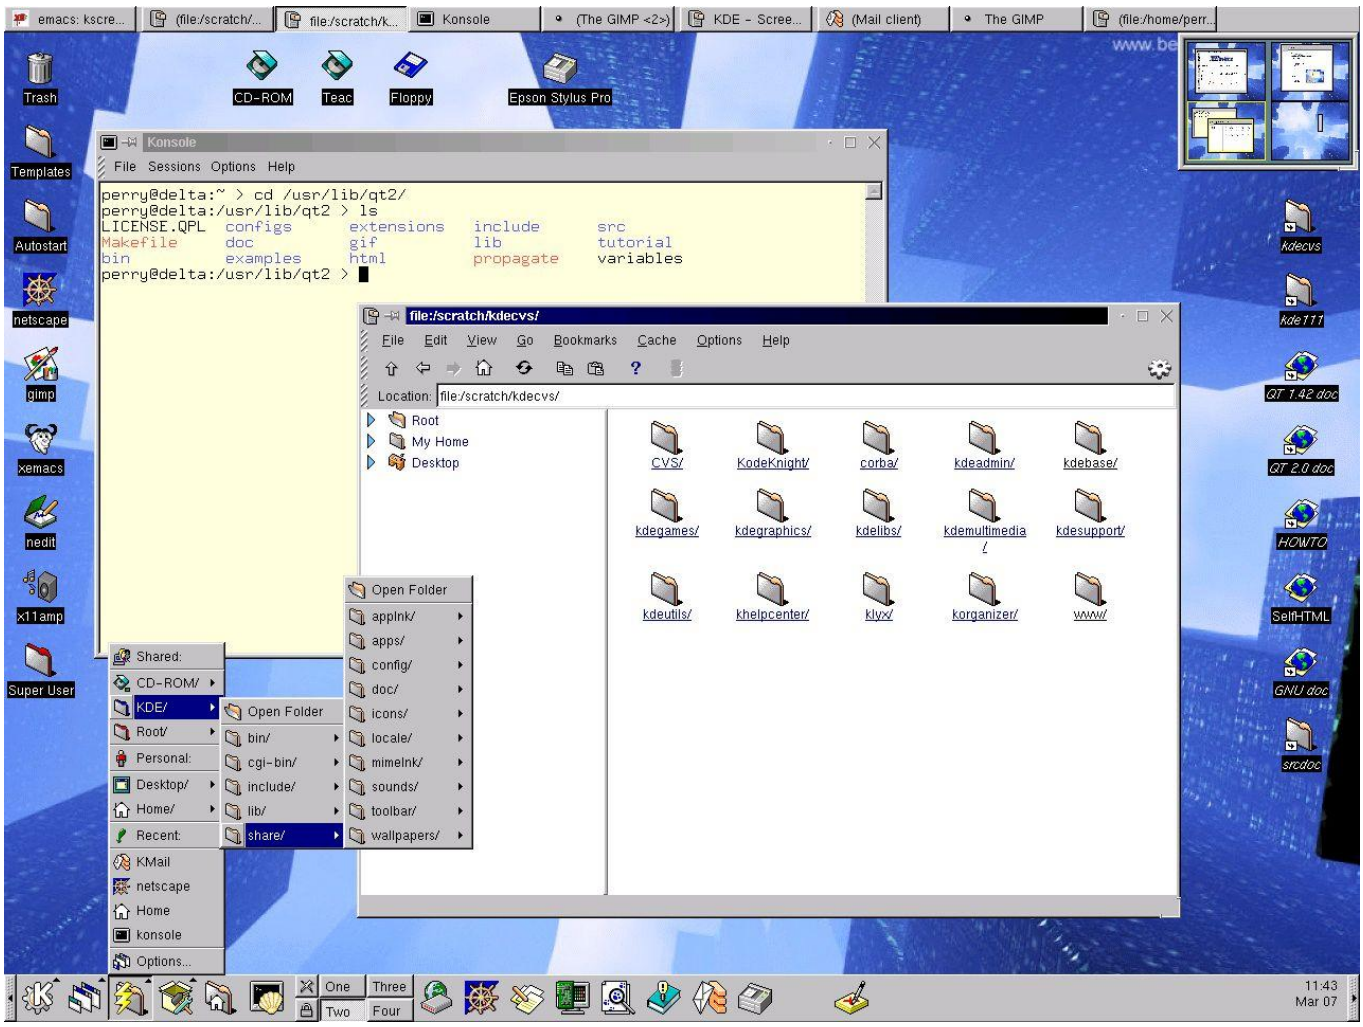 emacs: kscre...
(file:/scratch/...
file:/scratch/k...
Konsole
(The GIMP <2>)
KDE - Scree...
(Mail client)
The GIMP
(file:/home/perr...
www.be
Trash
CD-ROM
Teac
Floppy
Epson Stylus Pro
Templates
Autostart
netscape
gimp
xemacs
nedit
x11amp
Super User
kdecvs
kde111
QT 1.42 doc
QT 2.0 doc
HOWTO
SelfHTML
GNU doc
srcdoc
Konsole
File Sessions Options Help
perry@delta:~ > cd /usr/lib/qt2/
perry@delta:/usr/lib/qt2 > ls
LICENSE.QPL configs extensions include src
Makefile doc gif lib tutorial
bin examples html propagate variables
perry@delta:/usr/lib/qt2 >
file:/scratch/kdecvs/
File Edit View Go Bookmarks Cache Options Help
Location: file:/scratch/kdecvs/
Root
My Home
Desktop
CVS/ KodeKnight/ corba/ kdeadmin/ kdebase/
kdegames/ kdegraphics/ kdelibs/ kdemultimedia kdesupport/
/
kdeutils/ khelpcenter/ klyx/ korganizer/ www/
Shared:
CD-ROM/
KDE/
Root/
Personal:
Desktop/
Home/
Recent:
KMail
netscape
Home
konsole
Options...
Open Folder
bin/
cgi-bin/
include/
lib/
share/
Open Folder
applnk/
apps/
config/
doc/
icons/
locale/
mimelnk/
sounds/
toolbar/
wallpapers/
One Three
Two Four
11:43
Mar 07